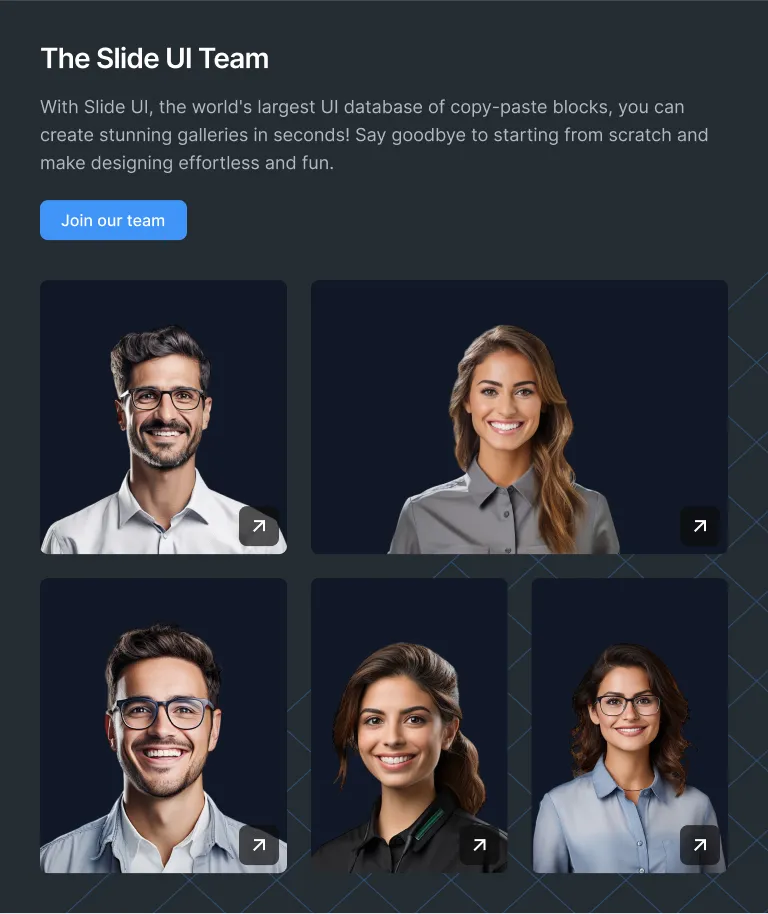 The Slide UI Team
With Slide UI, the world's largest UI database of copy-paste blocks, you can
create stunning galleries in seconds! Say goodbye to starting from scratch and
make designing effortless and fun.
Join our team